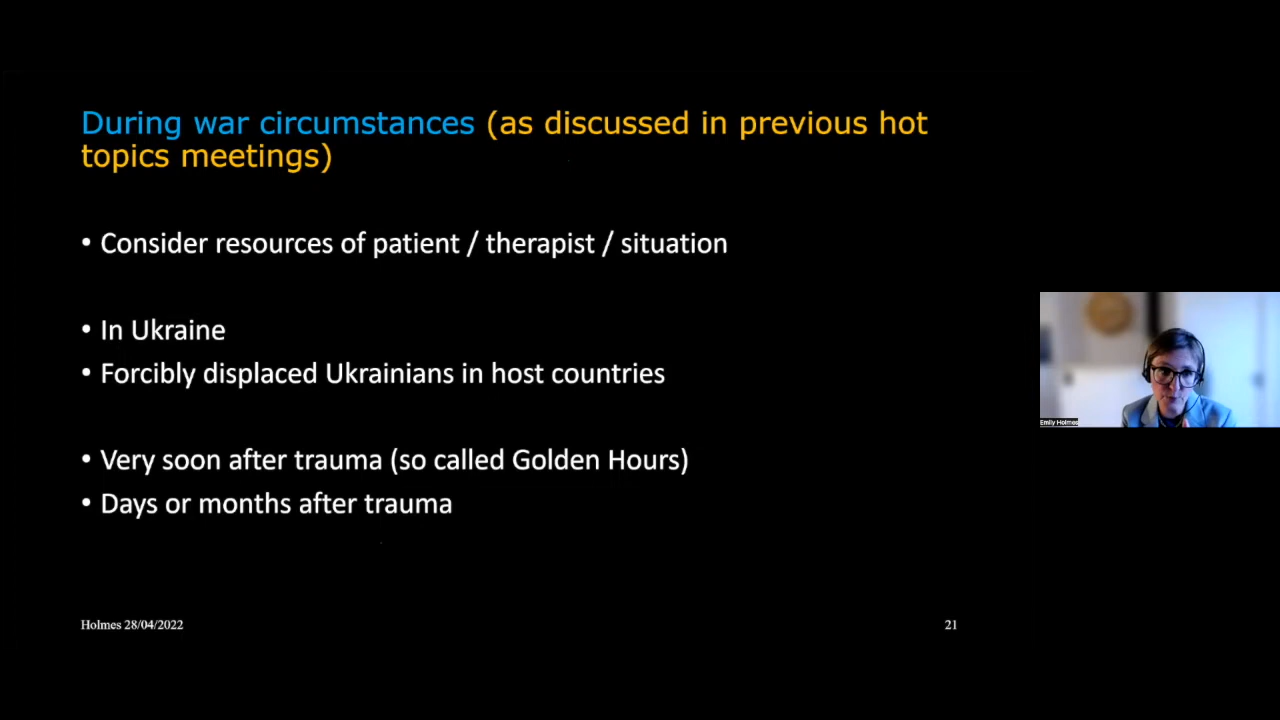 During war circumstances (as discussed in previous hot
topics meetings)
• Consider resources of patient / therapist / situation
• In Ukraine
• Forcibly displaced Ukrainians in host countries
• Very soon after trauma (so called Golden Hours)
• Days or months after trauma
Emily Holmes
Holmes 28/04/2022
21